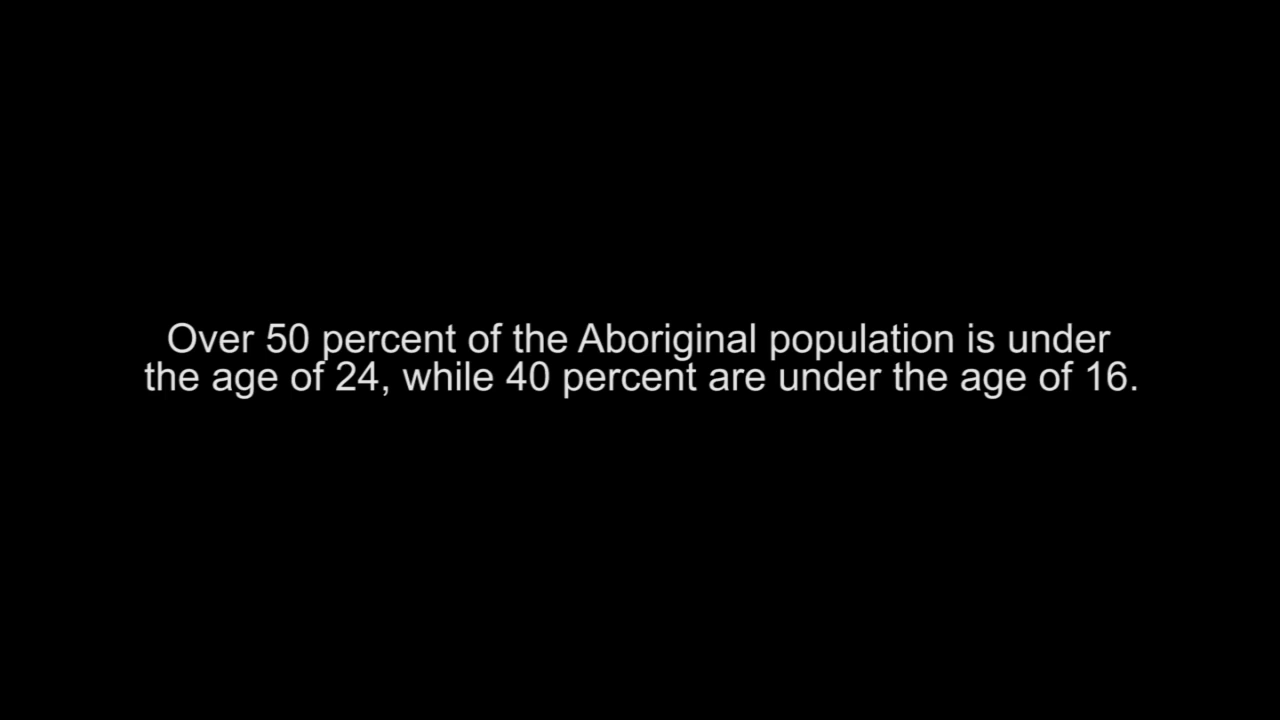 Over 50 percent of the Aboriginal population is under
the age of 24, while 40 percent are under the age of 16.